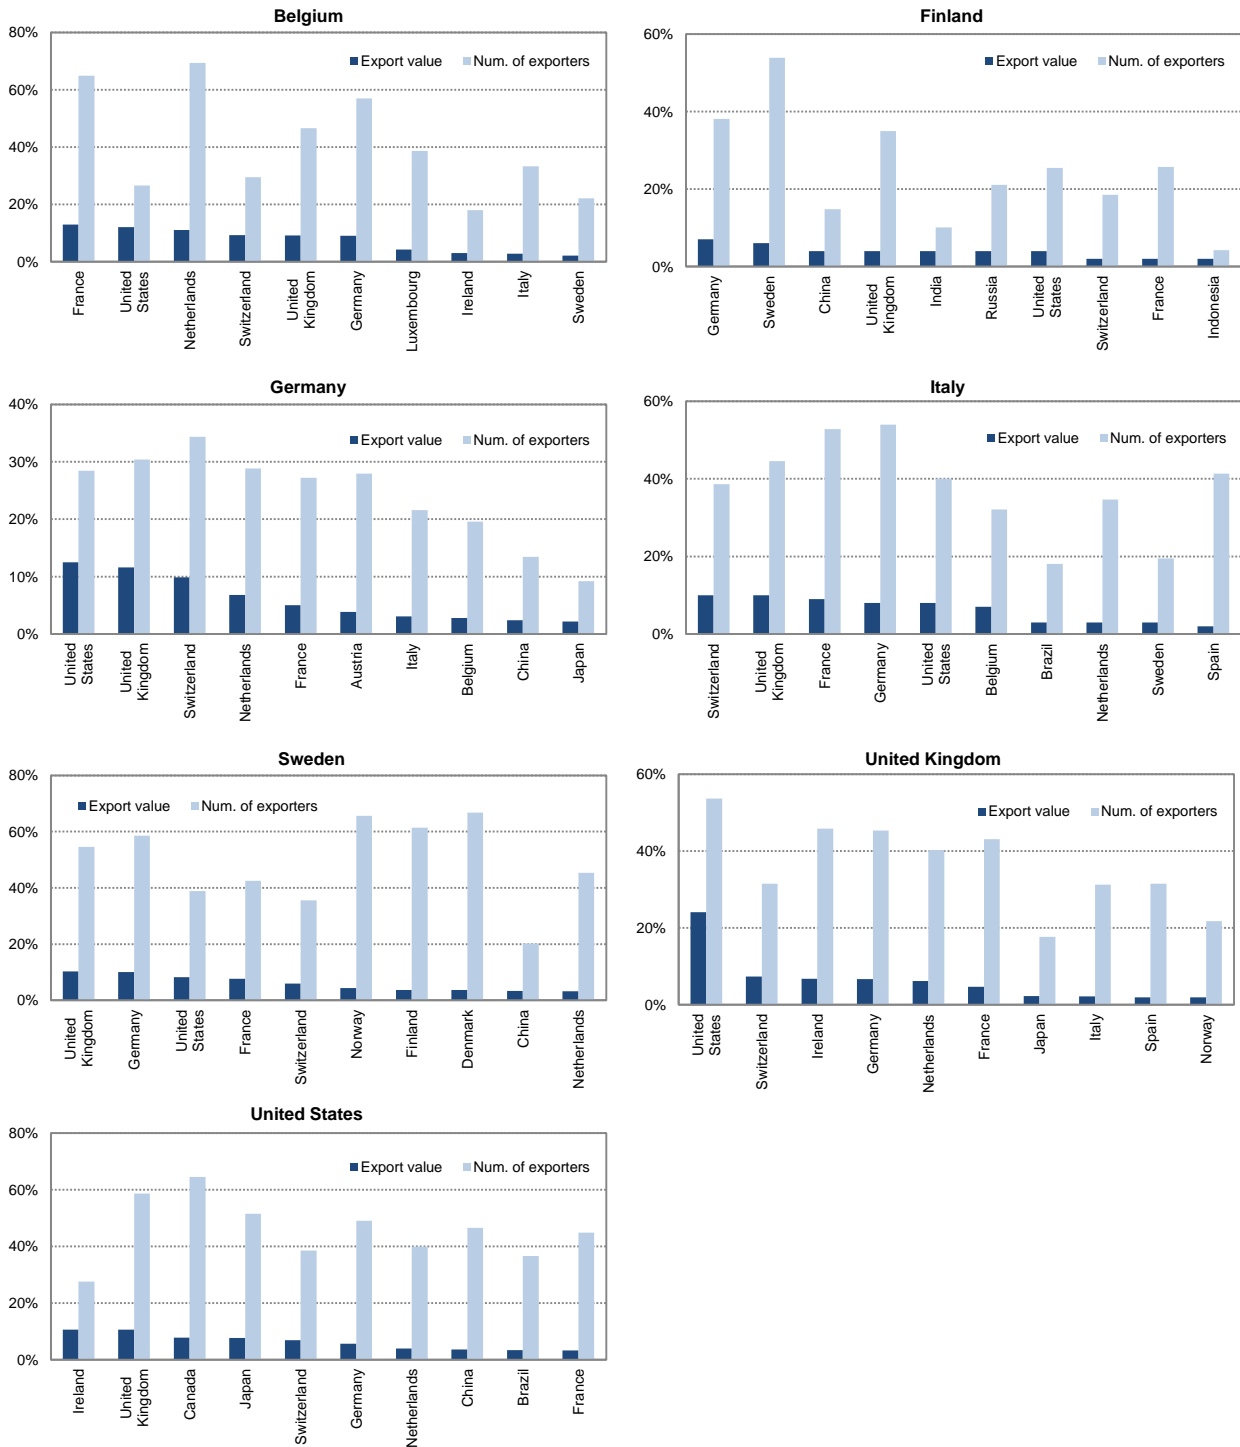 Belgium
80%
60%
40%
20%
0%
Export value
Num. of exporters
France
United
States
Netherlands
Switzerland
United
Kingdom
Germany
Luxembourg
Ireland
Italy
Sweden
Finland
60%
40%
20%
0%
Export value
Num. of exporters
Germany
Sweden
China
United
Kingdom
India
Russia
United
States
Switzerland
France
Indonesia
Germany
40%
30%
20%
10%
0%
Export value
Num. of exporters
United
States
United
Kingdom
Switzerland
Netherlands
France
Austria
Italy
Belgium
China
Japan
Italy
60%
40%
20%
0%
Export value
Num. of exporters
Switzerland
United
Kingdom
France
Germany
United
States
Belgium
Brazil
Netherlands
Sweden
Spain
Sweden
80%
60%
40%
20%
0%
Export value
Num. of exporters
United
Kingdom
Germany
United
States
France
Switzerland
Norway
Finland
Denmark
China
Netherlands
United Kingdom
60%
40%
20%
0%
Export value
Num. of exporters
United
States
Switzerland
Ireland
Germany
Netherlands
France
Japan
Italy
Spain
Norway
United States
80%
60%
40%
20%
0%
Export value
Num. of exporters
Ireland
United
Kingdom
Canada
Japan
Switzerland
Germany
Netherlands
China
Brazil
France